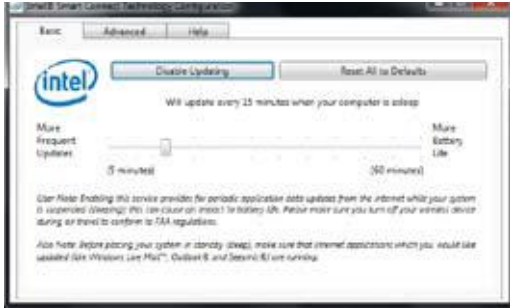 Intel® Smart Connect Technology Configuration
Basic Advanced Help
intel
Disable Updating Reset All to Defaults
Will update every 15 minutes when your computer is asleep
More Frequent Updates
More Battery Life
(5 minutes) (60 minutes)
User Note: Enabling this service provides for periodic application data updates from the internet while your system
is suspended (sleeping); this can cause an impact to battery life. Please make sure you turn off your wireless device
during air travel to conform to FAA regulations.
Also Note: Before placing your system in standby (sleep), make sure that internet applications which you would like
updated (like Windows Live Mail™, Outlook® and Seesmic®) are running.